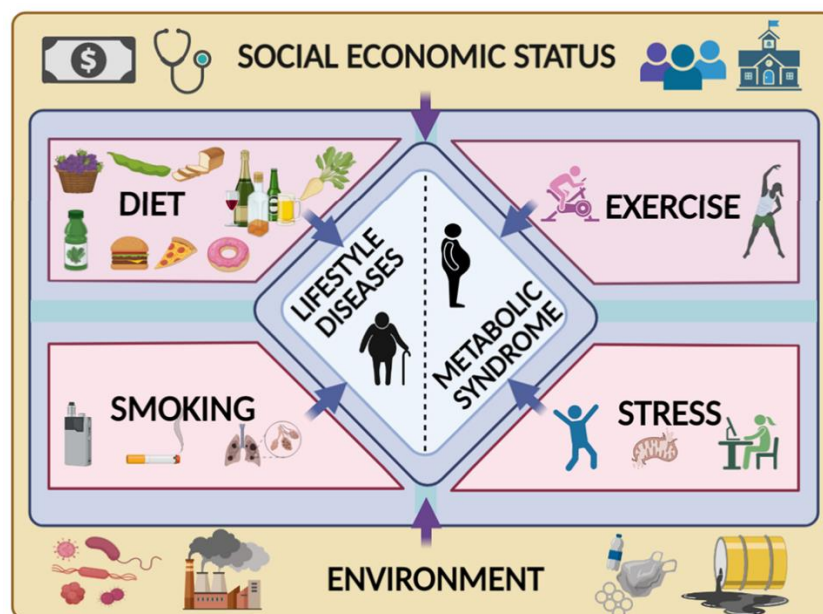 $
SOCIAL ECONOMIC STATUS
DIET
EXERCISE
LIFESTYLE
DISEASES
METABOLIC
SYNDROME
SMOKING
STRESS
ENVIRONMENT